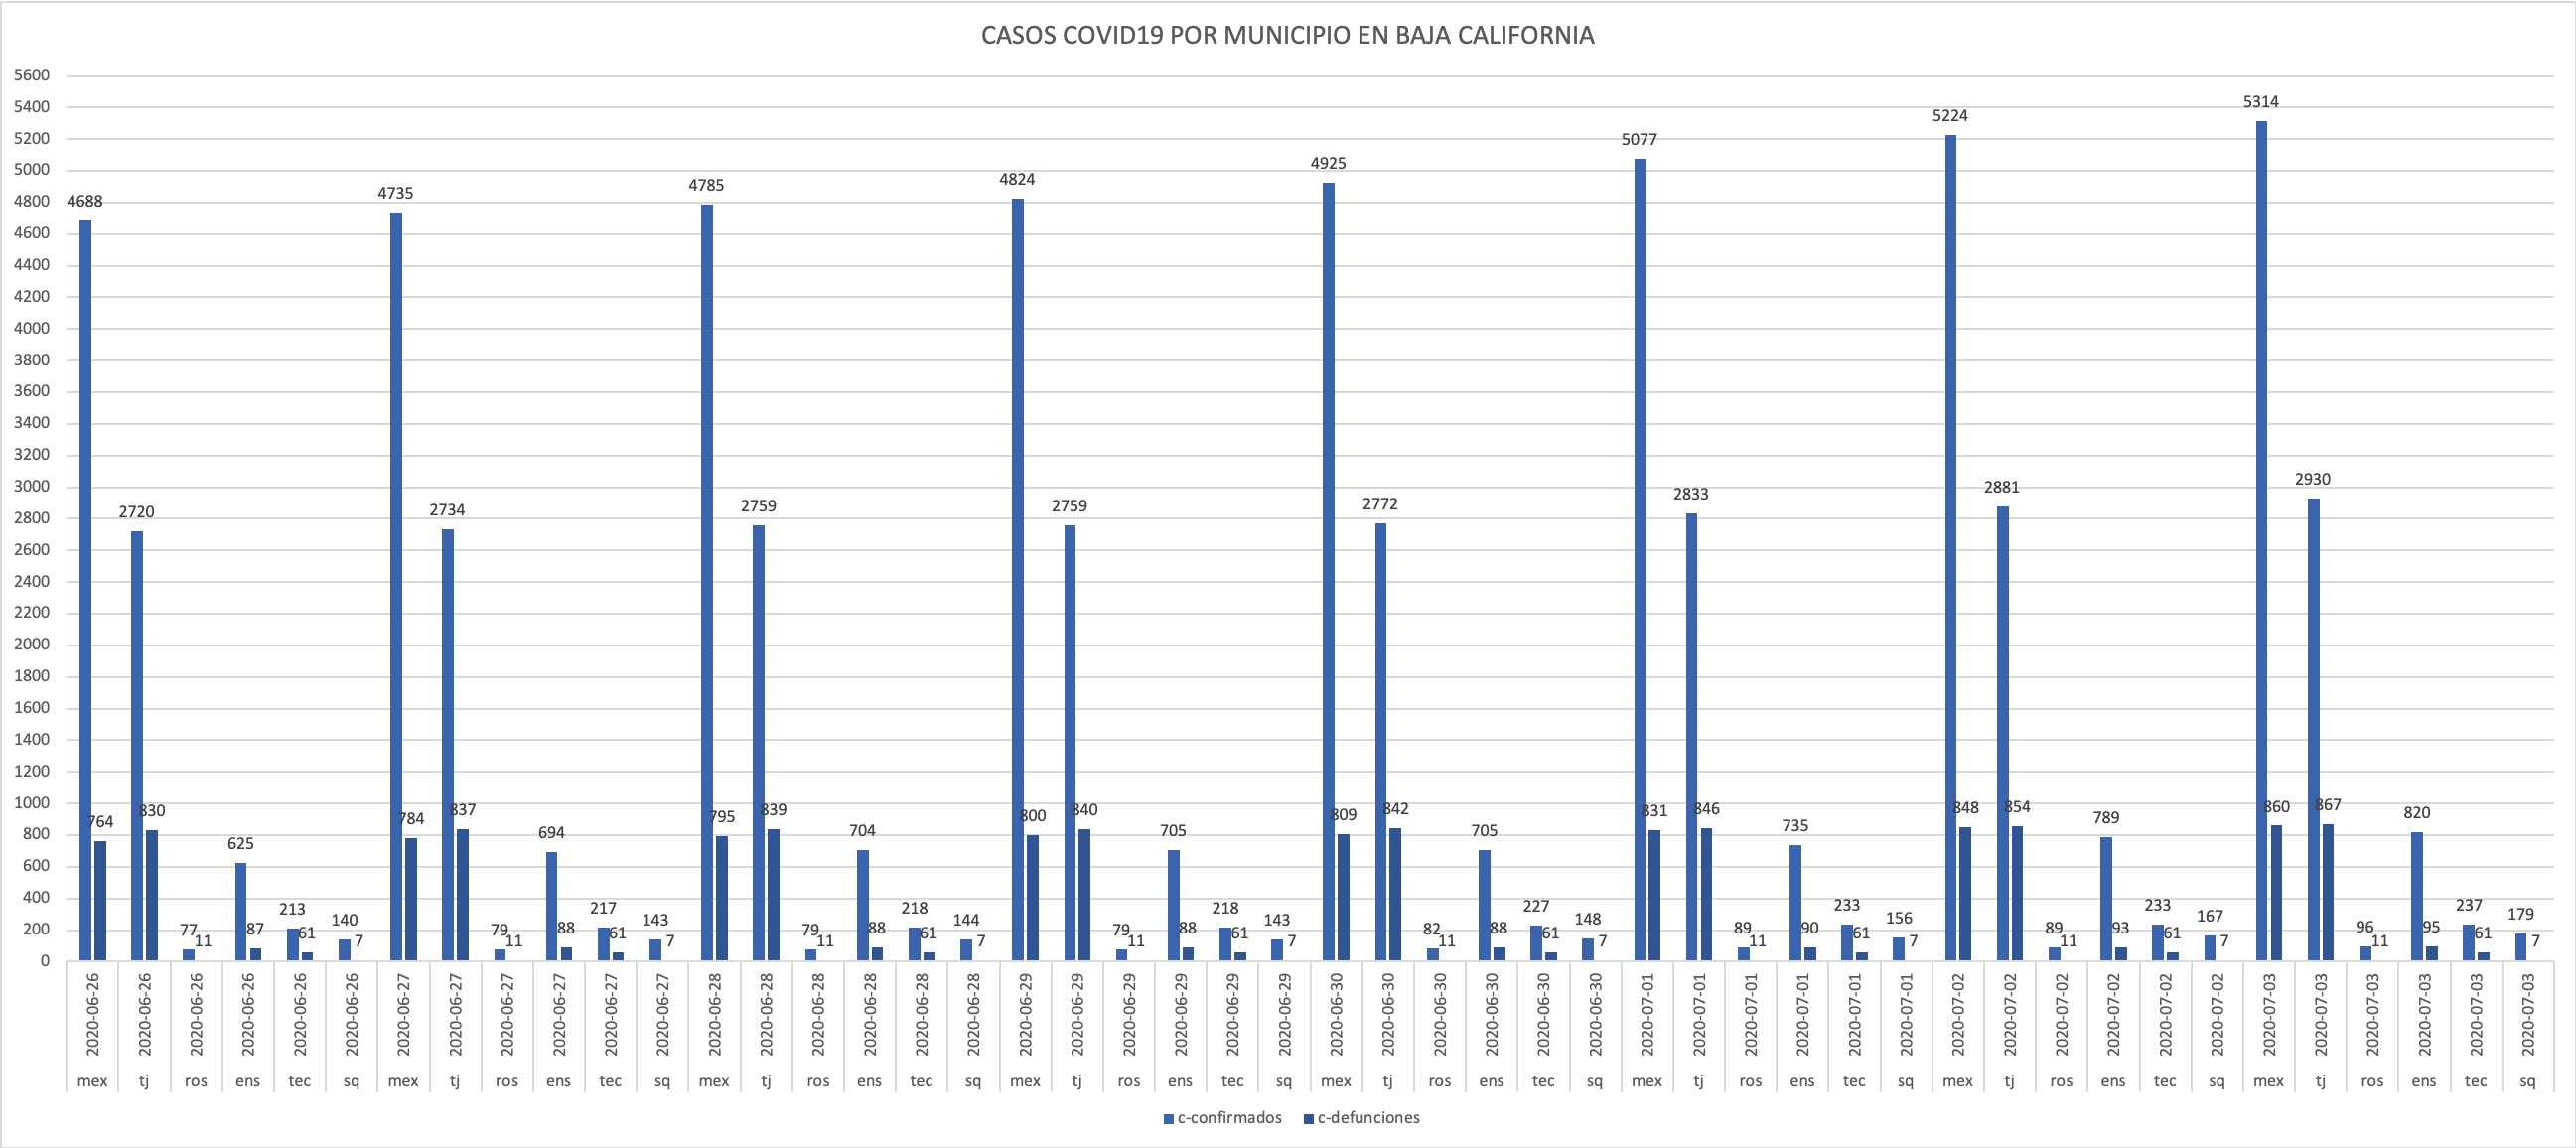 CASOS COVID19 POR MUNICIPIO EN BAJA CALIFORNIA
5600
5400
5200
5000
4800
4600
4400
4200
4000
3800
3600
3400
3200
3000
2800
2600
2400
2200
2000
1800
1600
1400
1200
1000
800
600
400
200
0
4688 764 2720 830 77 11 625 87 213 61 140 7
4735 784 2734 837 79 11 694 88 217 61 143 7
4785 795 2759 839 79 11 704 88 218 61 144 7
4824 800 2759 840 79 11 705 88 218 61 143 7
4925 809 2772 842 82 11 705 88 227 61 148 7
5077 831 2833 846 89 11 735 90 233 61 156 7
5224 848 2881 854 89 11 789 93 233 61 167 7
5314 860 2930 867 96 11 820 95 237 61 179 7
2020-06-26 2020-06-26 2020-06-26 2020-06-26 2020-06-26 2020-06-26 2020-06-27 2020-06-27 2020-06-27 2020-06-27 2020-06-27 2020-06-27 2020-06-28 2020-06-28 2020-06-28 2020-06-28 2020-06-28 2020-06-28 2020-06-29 2020-06-29 2020-06-29 2020-06-29 2020-06-29 2020-06-29 2020-06-30 2020-06-30 2020-06-30 2020-06-30 2020-06-30 2020-06-30 2020-07-01 2020-07-01 2020-07-01 2020-07-01 2020-07-01 2020-07-01 2020-07-02 2020-07-02 2020-07-02 2020-07-02 2020-07-02 2020-07-02 2020-07-03 2020-07-03 2020-07-03 2020-07-03 2020-07-03 2020-07-03
mex tj ros ens tec sq mex tj ros ens tec sq mex tj ros ens tec sq mex tj ros ens tec sq mex tj ros ens tec sq mex tj ros ens tec sq mex tj ros ens tec sq mex tj ros ens tec sq
c-confirmados c-defunciones